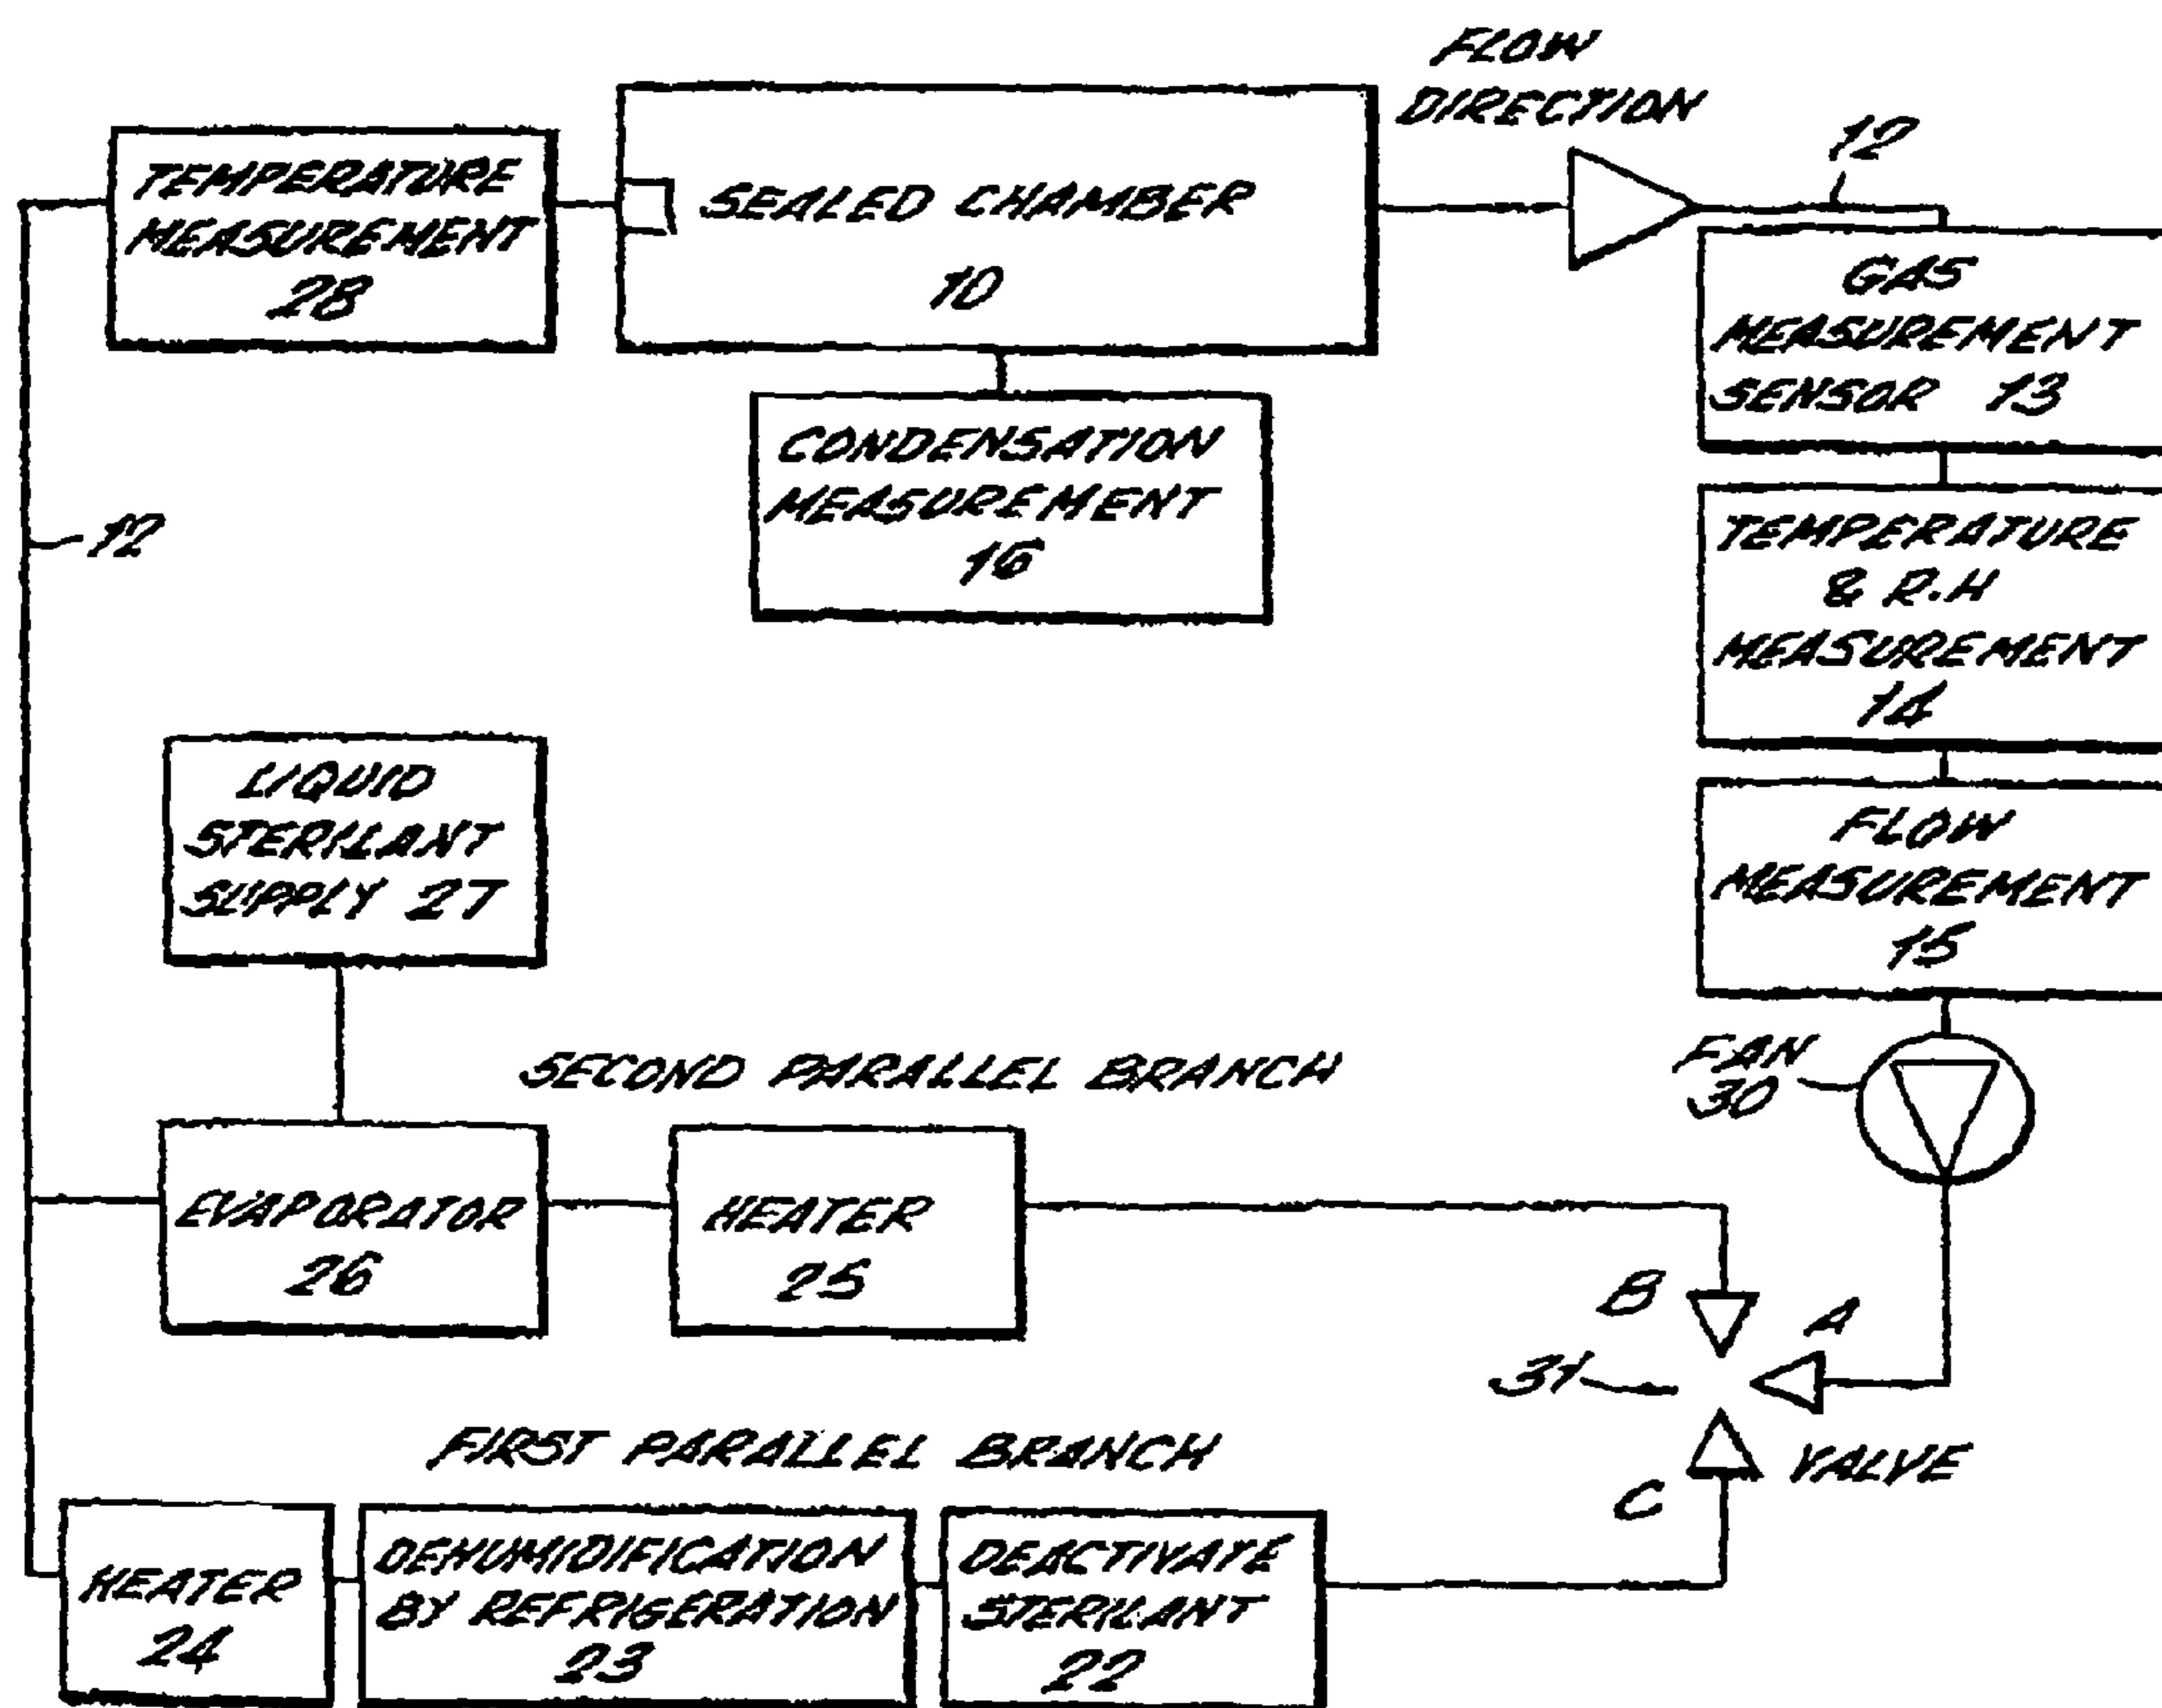 FLOW
DIRECTION
12
TEMPERATURE
MEASUREMENT
28
SEALED CHAMBER
10
GAS
MEASUREMENT
SENSOR 13
CONDENSATION
MEASUREMENT
16
12
TEMPERATURE
& R.H
MEASUREMENT
14
LIQUID
STERILANT
SUPPLY 27
FLOW
MEASUREMENT
15
FAN
30
SECOND PARALLEL BRANCH
EVAPORATOR
26
HEATER
25
B
A
31
VALVE
C
FIRST PARALLEL BRANCH
HEATER
24
DEHUMIDIFICATION
BY REFRIGERATION
23
DEACTIVATE
STERILANT
22